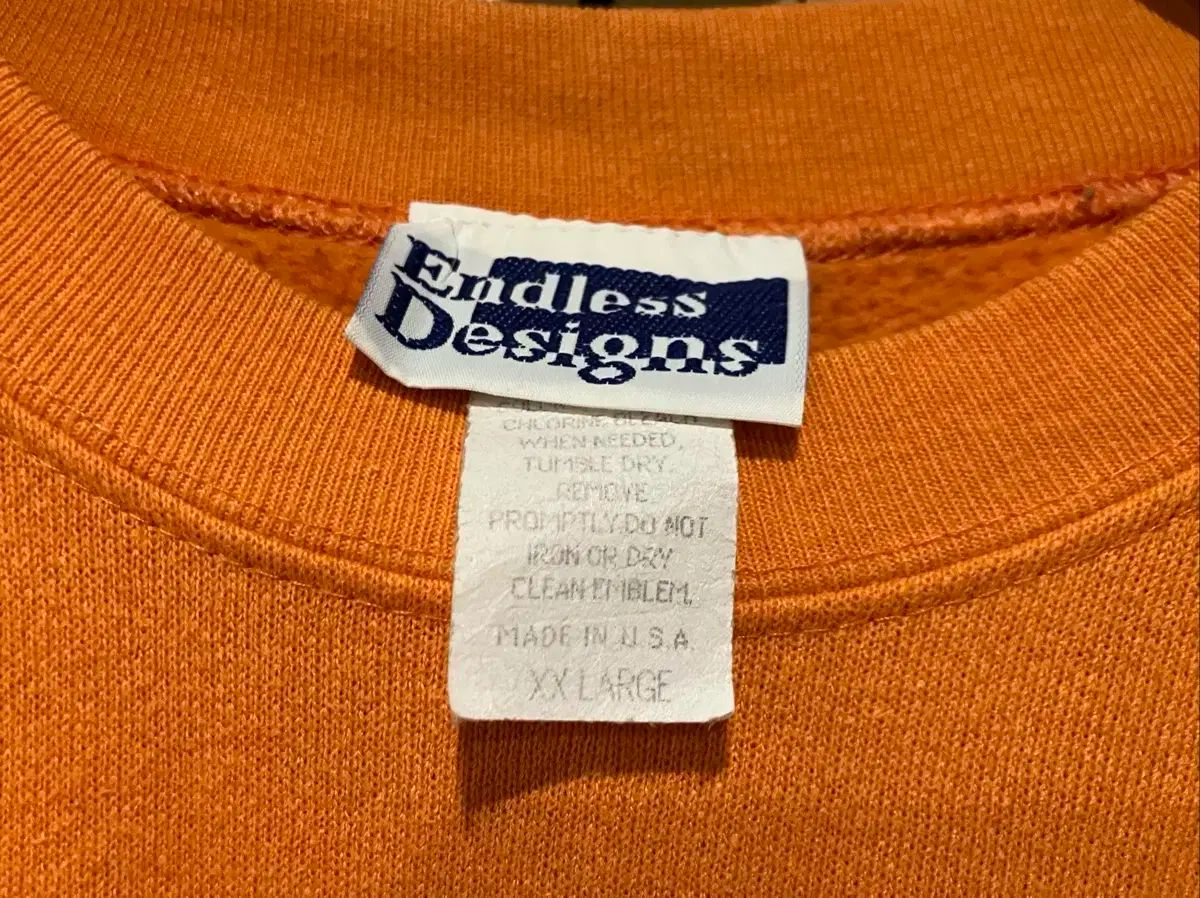 Endless
Designs
CHLORINE BLEACH
WHEN NEEDED,
TUMBLE DRY.
REMOVE
PROMPTLY.DO NOT
IRON OR DRY
CLEAN EMBLEM.
MADE IN U.S.A.
XX LARGE